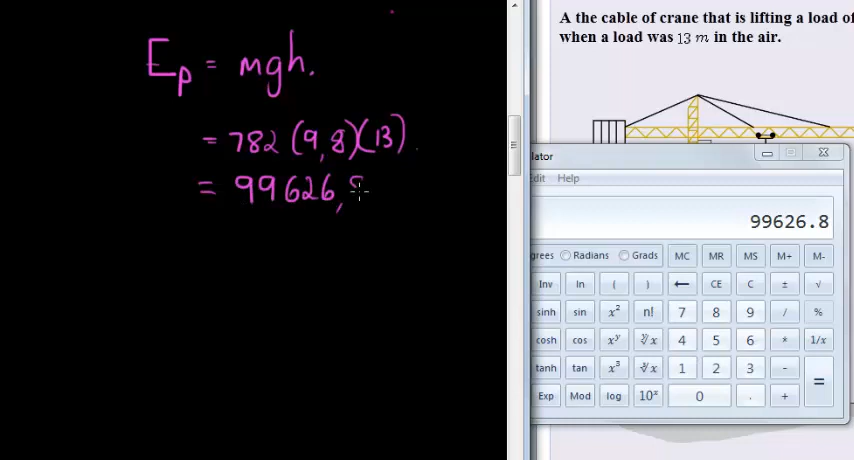 Ep = mgh.
= 782 (9,8)(13)
= 99626,8
A the cable of crane that is lifting a load of
when a load was 13 m in the air.
lator
dit Help
99626.8
grees Radians Grads MC MR MS M+ M-
Inv ln ( ) ← CE C ± √
sinh sin x² n! 7 8 9 / %
cosh cos xʸ ʸ√x 4 5 6 * 1/x
tanh tan x³ ³√x 1 2 3 - =
Exp Mod log 10ˣ 0 . +